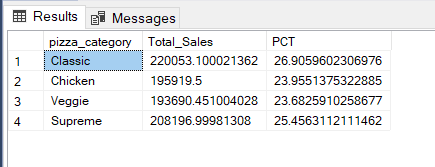 Results Messages
pizza_category Total_Sales PCT
1 Classic 220053.100021362 26.9059602306976
2 Chicken 195919.5 23.9551375322885
3 Veggie 193690.451004028 23.6825910258677
4 Supreme 208196.99981308 25.4563112111462